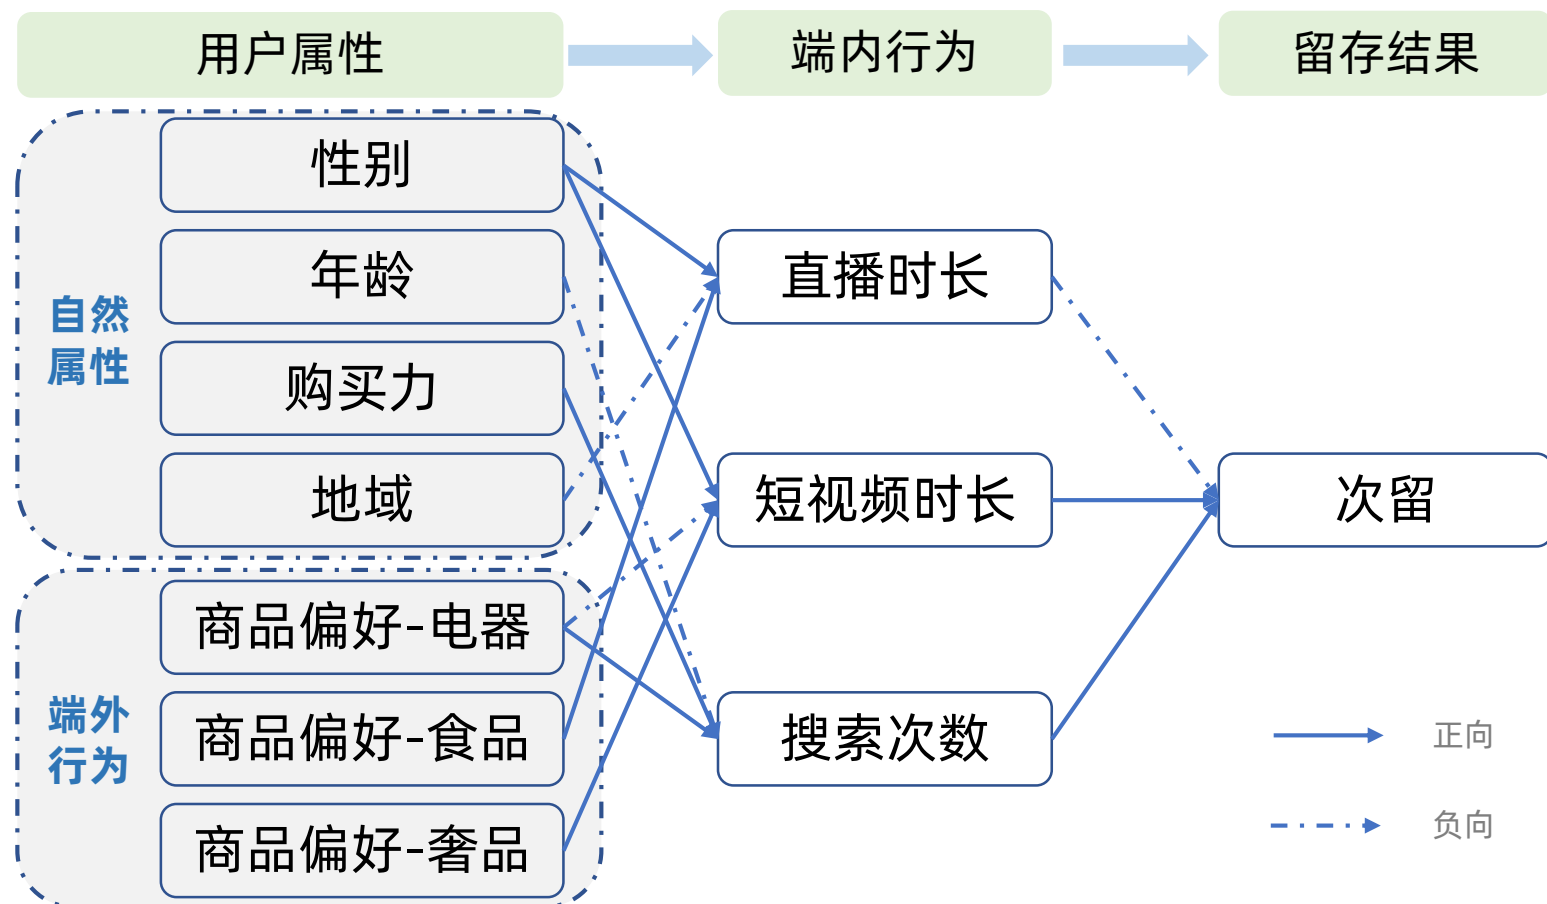 用户属性
端内行为
留存结果
性别
年龄
购买力
地域
自然
属性
商品偏好-电器
商品偏好-食品
商品偏好-奢品
端外
行为
直播时长
短视频时长
搜索次数
次留
正向
负向